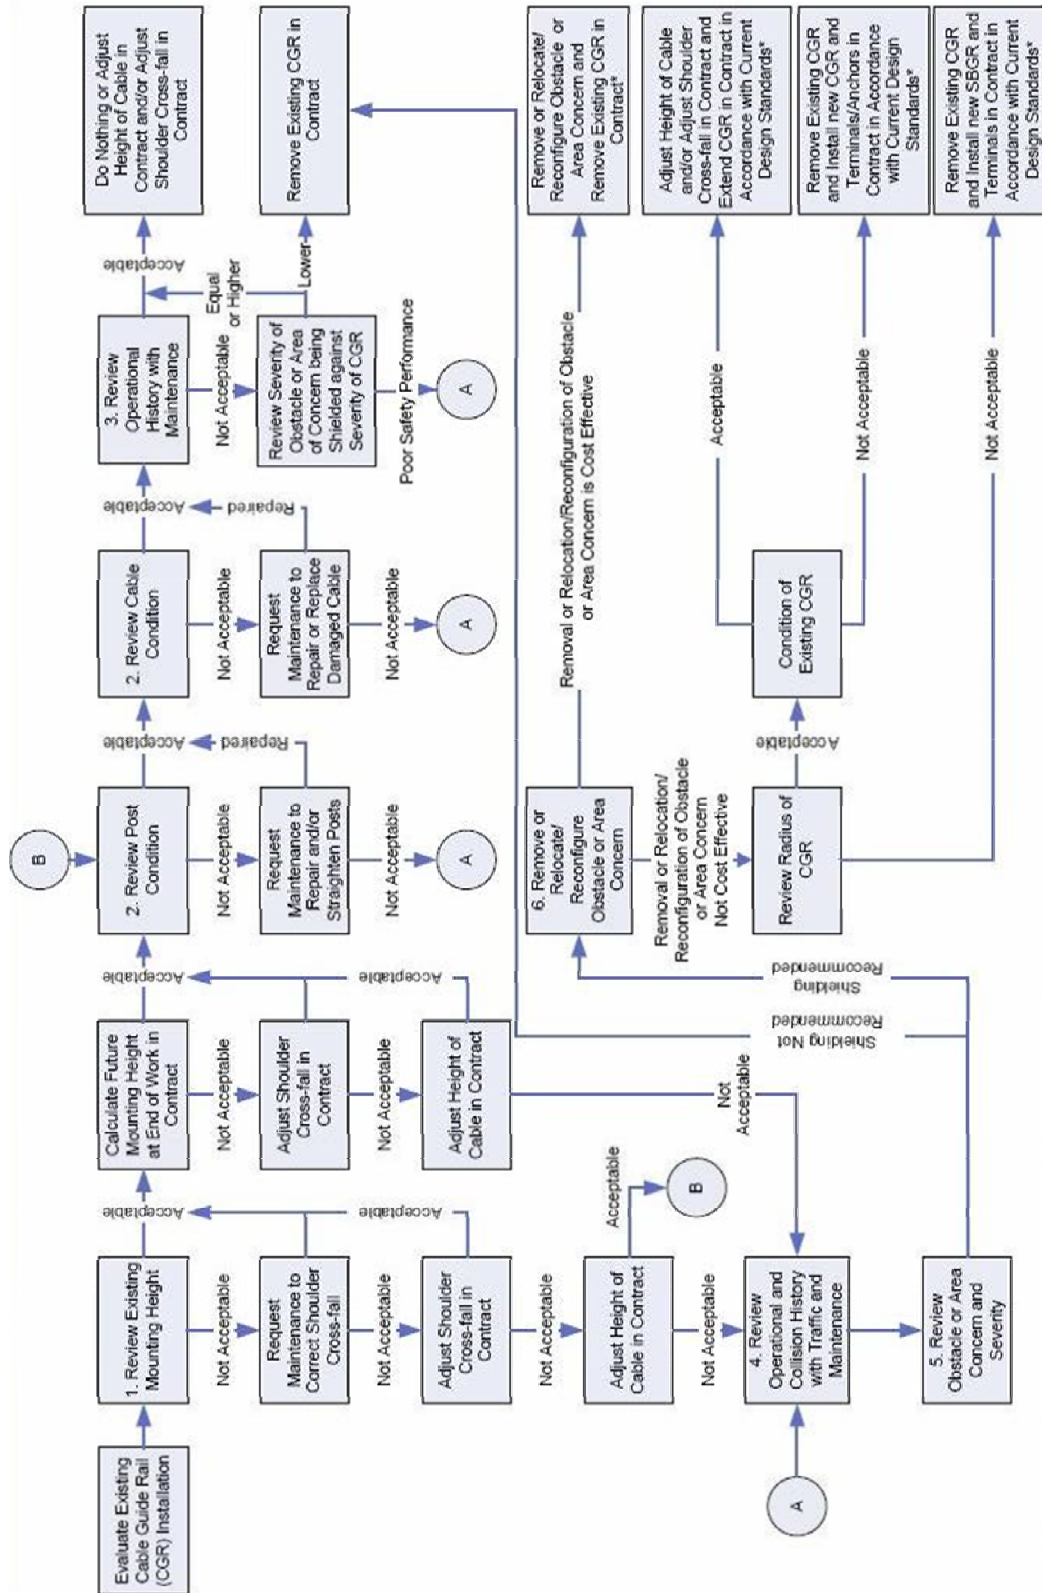 Evaluate Existing
Cable Guide Rail
(CGR) Installation
1. Review Existing
Mounting Height
Acceptable
Not Acceptable
Request
Maintenance to
Correct Shoulder
Cross-fall
Not Acceptable
Adjust Shoulder
Cross-fall in
Contract
Acceptable
Not Acceptable
Adjust Height of
Cable in Contract
Acceptable
B
Not Acceptable
A
4. Review
Operational and
Collision History
with Traffic and
Maintenance
5. Review
Obstacle or Area
Concern and
Severity
Calculate Future
Mounting Height
at End of Work in
Contract
Acceptable
Not Acceptable
Adjust Shoulder
Cross-fall in
Contract
Not Acceptable
Adjust Height of
Cable in Contract
Acceptable
Not
Acceptable
Shielding Not
Recommended
Shielding
Recommended
B
2. Review Post
Condition
Acceptable
Not Acceptable
Request
Maintenance to
Repair and/or
Straighten Posts
Repaired
Not Acceptable
A
2. Review Cable
Condition
Acceptable
Not Acceptable
Request
Maintenance to
Repair or Replace
Damaged Cable
Repaired
Not Acceptable
A
3. Review
Operational
History with
Maintenance
Acceptable
Not Acceptable
Equal
or Higher
Review Severity of
Obstacle or Area
of Concern being
Shielded against
Severity of CGR
Lower
Poor Safety Performance
A
Do Nothing or Adjust
Height of Cable in
Contract and/or Adjust
Shoulder Cross-fall in
Contract
Remove Existing CGR in
Contract
6. Remove or
Relocate/
Reconfigure
Obstacle or Area
Concern
Removal or Relocation/Reconfiguration of Obstacle
or Area Concern is Cost Effective
Remove or Relocate/
Reconfigure Obstacle or
Area Concern and
Remove Existing CGR in
Contract*
Removal or Relocation/
Reconfiguration of Obstacle
or Area Concern
Not Cost Effective
Review Radius of
CGR
Acceptable
Condition of
Existing CGR
Acceptable
Adjust Height of Cable
and/or Adjust Shoulder
Cross-fall in Contract and
Extend CGR in Contract in
Accordance with Current
Design Standards*
Not Acceptable
Remove Existing CGR
and Install new CGR and
Terminals/Anchors in
Contract in Accordance
with Current Design
Standards*
Not Acceptable
Remove Existing CGR
and Install new SBGR and
Terminals in Contract in
Accordance with Current
Design Standards*